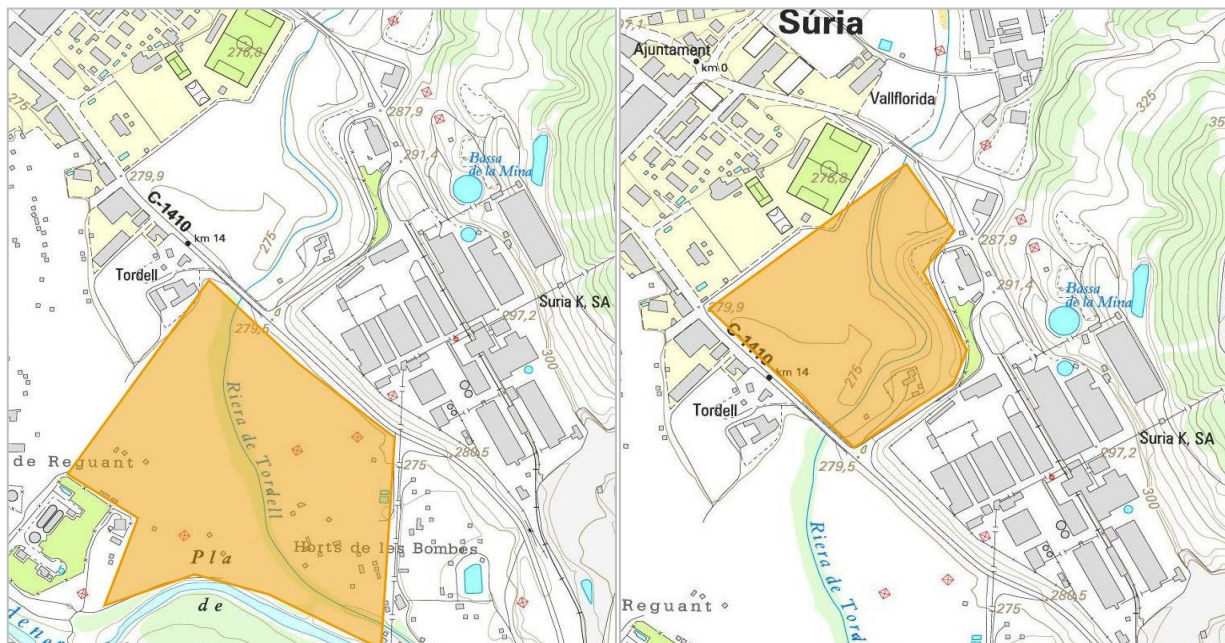 276,8
275
279,9
C-1410
km 14
275
Tordell
279,5
287,9
291,4
Bassa
de la Mina
Suria K, SA
297,2
300
280,5
275
de Reguant
Riera de Tordell
Horts de les Bombes
Pla
de
Súria
Ajuntament
km 0
Vallflorida
325
276,8
287,9
291,4
Bassa
de la Mina
279,9
C-1410
km 14
275
Tordell
279,5
Suria K, SA
297,2
300
280,5
275
Reguant
Riera de Tord